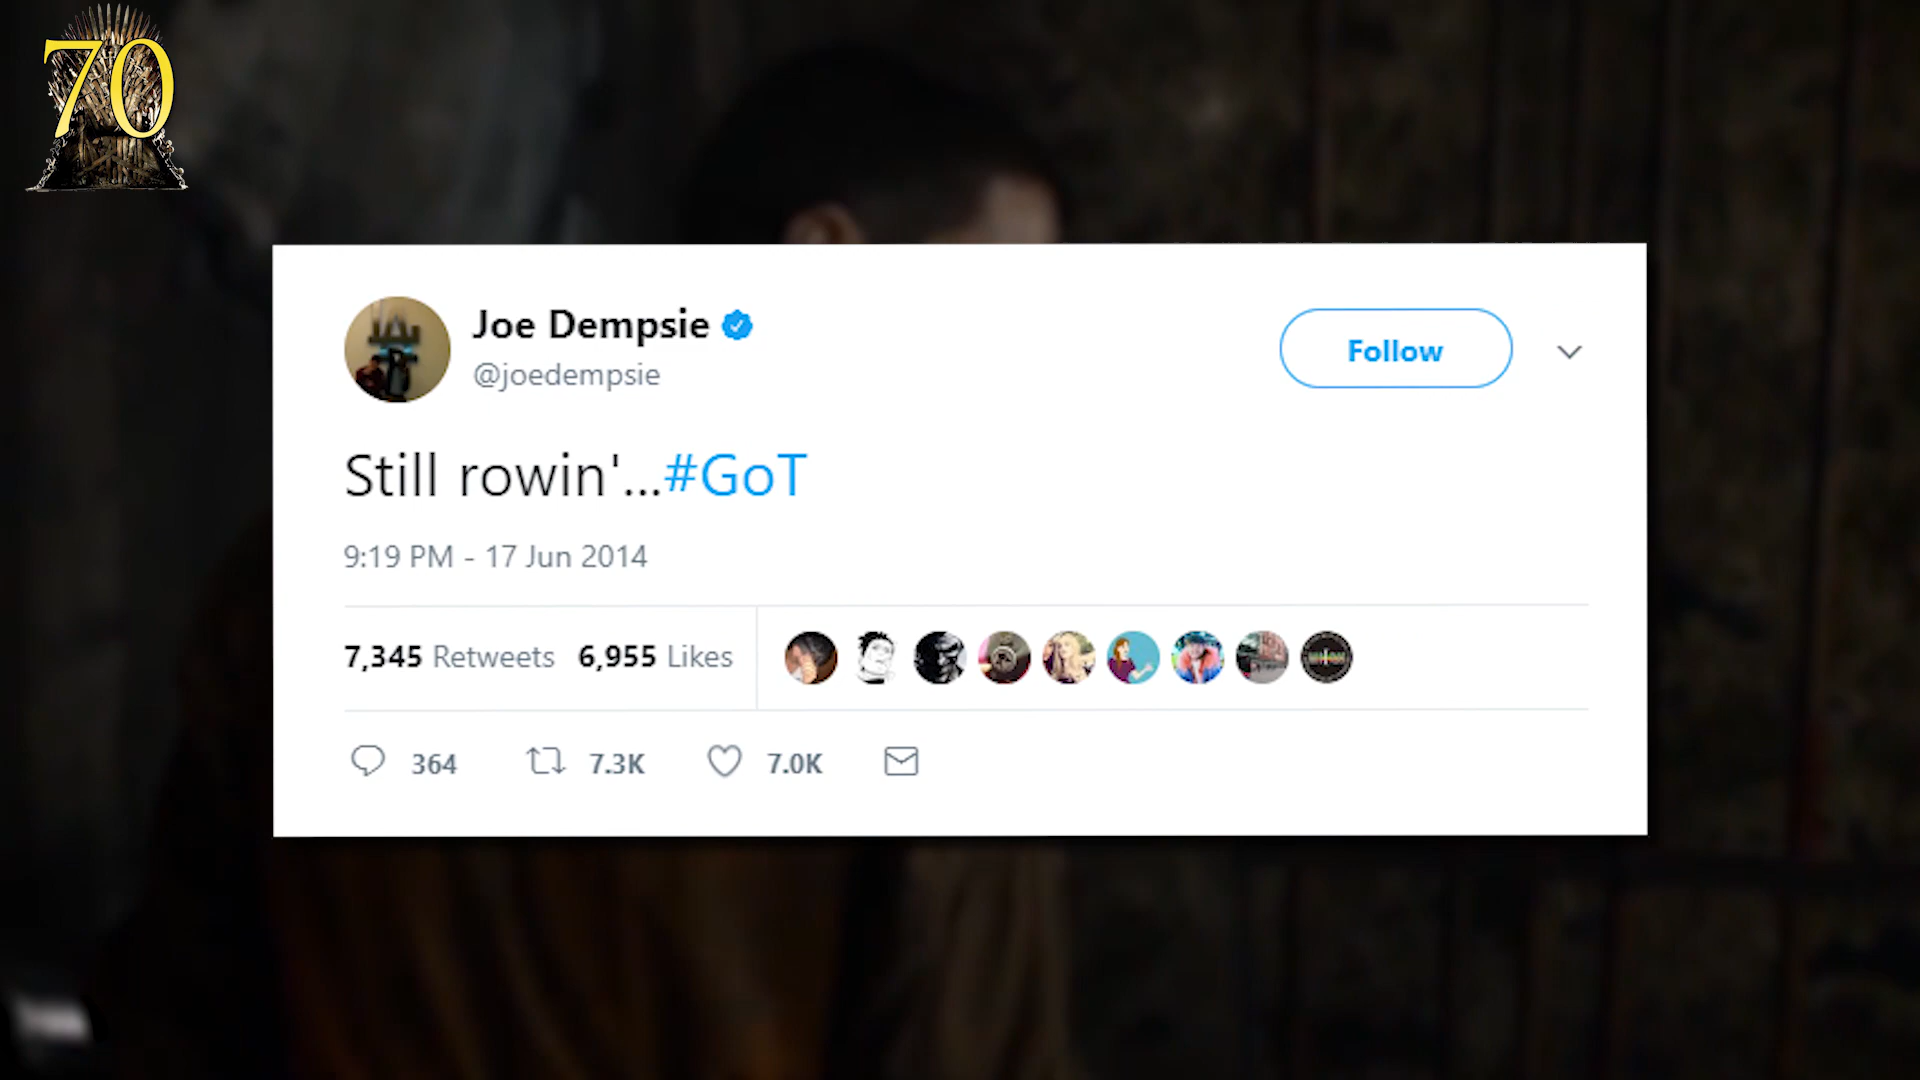 70
Joe Dempsie
@joedempsie
Follow
Still rowin'...#GoT
9:19 PM - 17 Jun 2014
7,345 Retweets 6,955 Likes
364 7.3K 7.0K